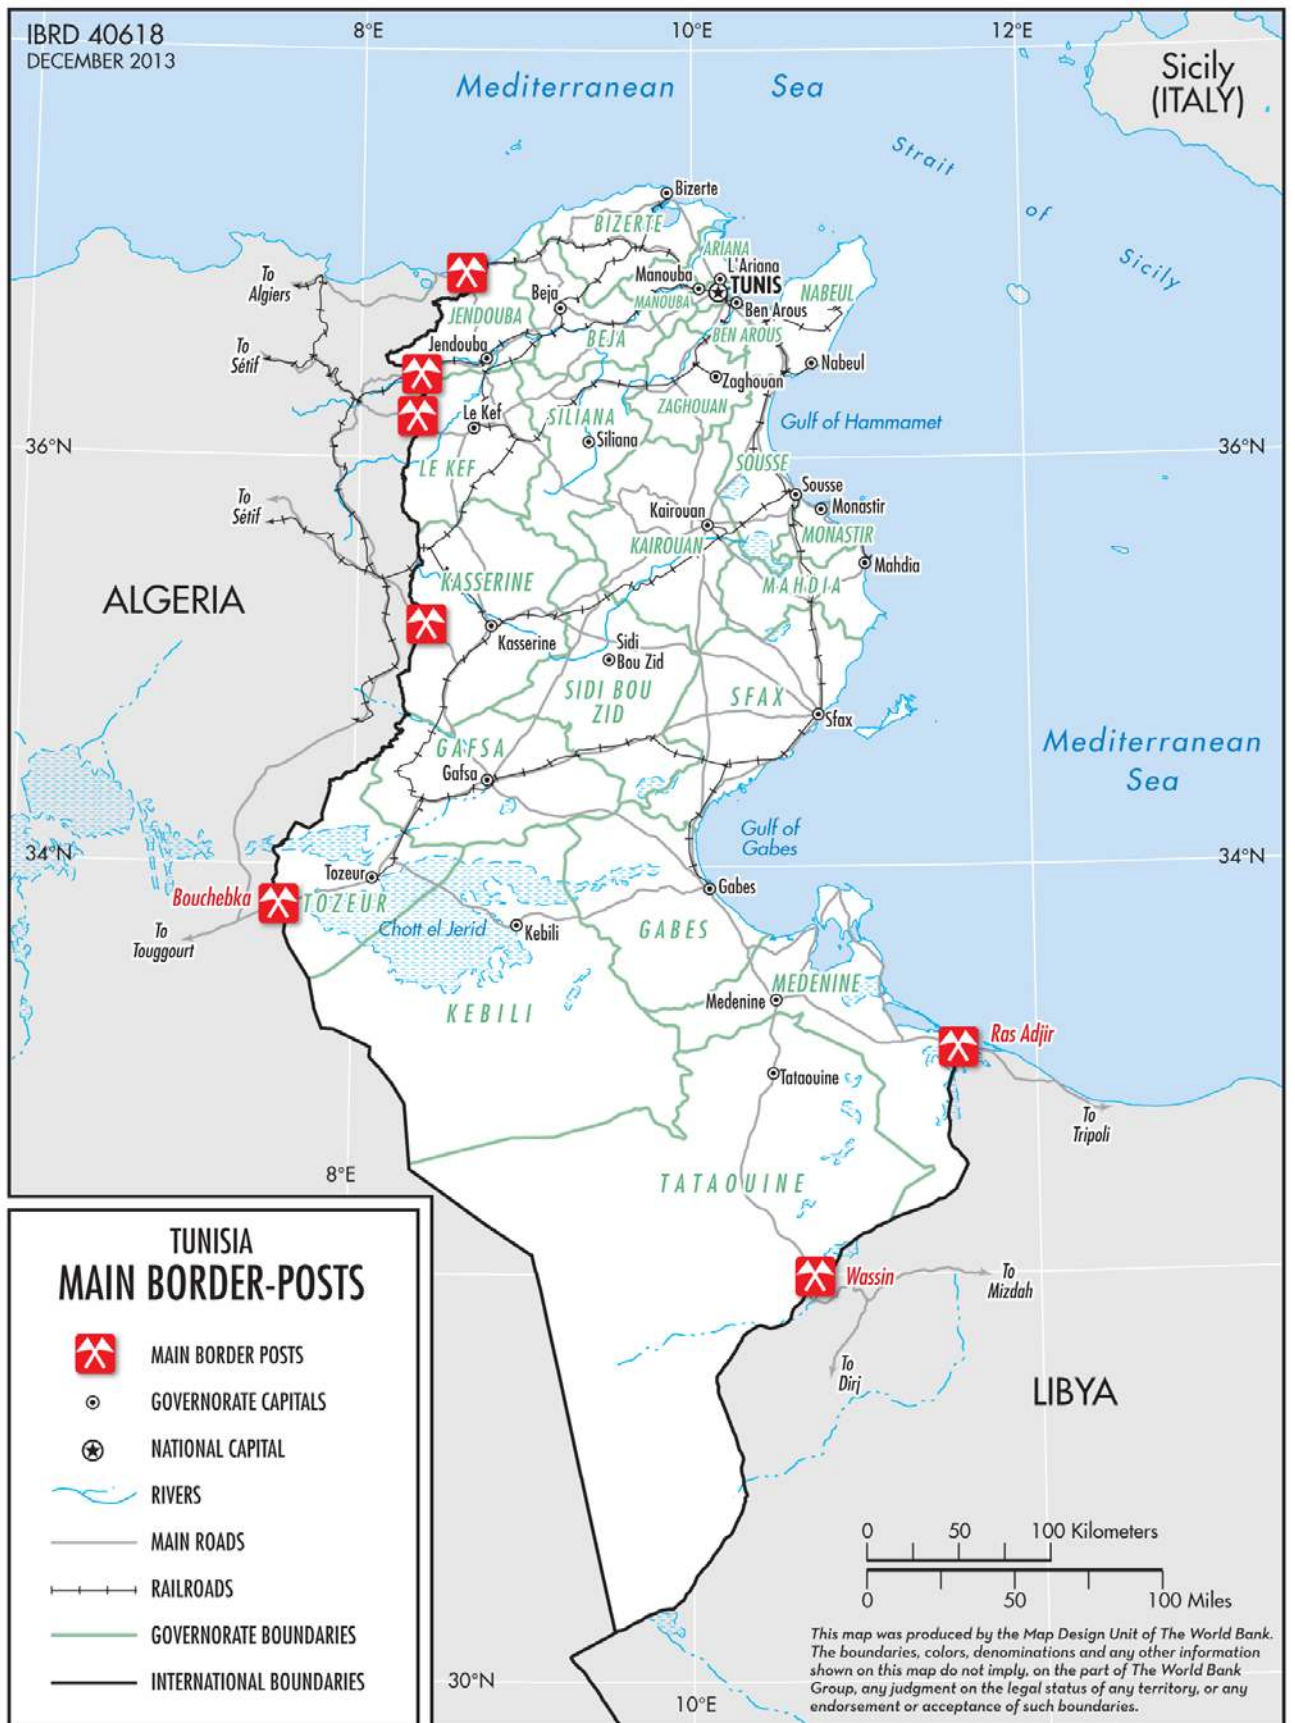 IBRD 40618
DECEMBER 2013
8°E
10°E
12°E
Mediterranean Sea
Sicily
(ITALY)
Strait
of
Sicily
Bizerte
BIZERTE
ARIANA
L'Ariana
Manouba
TUNIS
MANOUBA
Ben Arous
NABEUL
To
Algiers
Beja
JENDOUBA
BEJA
BEN AROUS
Jendouba
To
Sétif
Nabeul
Zaghouan
ZAGHOUAN
Le Kef
SILIANA
Siliana
Gulf of Hammamet
36°N
36°N
LE KEF
SOUSSE
Sousse
To
Sétif
Kairouan
Monastir
KAIROUAN
MONASTIR
Mahdia
KASSERINE
MAHDIA
ALGERIA
Kasserine
Sidi
Bou Zid
SIDI BOU
ZID
SFAX
Sfax
GAFSA
Gafsa
Mediterranean
Sea
Gulf of
Gabes
34°N
34°N
Tozeur
Bouchebka
TOZEUR
Gabes
Chott el Jerid
Kebili
GABES
To
Touggourt
KEBILI
MEDENINE
Medenine
Ras Adjir
Tataouine
To
Tripoli
8°E
TATAOUINE
Wassin
To
Mizdah
To
Dirj
LIBYA
TUNISIA
MAIN BORDER-POSTS
MAIN BORDER POSTS
GOVERNORATE CAPITALS
NATIONAL CAPITAL
RIVERS
MAIN ROADS
RAILROADS
GOVERNORATE BOUNDARIES
INTERNATIONAL BOUNDARIES
0 50 100 Kilometers
0 50 100 Miles
This map was produced by the Map Design Unit of The World Bank.
The boundaries, colors, denominations and any other information
shown on this map do not imply, on the part of The World Bank
Group, any judgment on the legal status of any territory, or any
endorsement or acceptance of such boundaries.
30°N
10°E